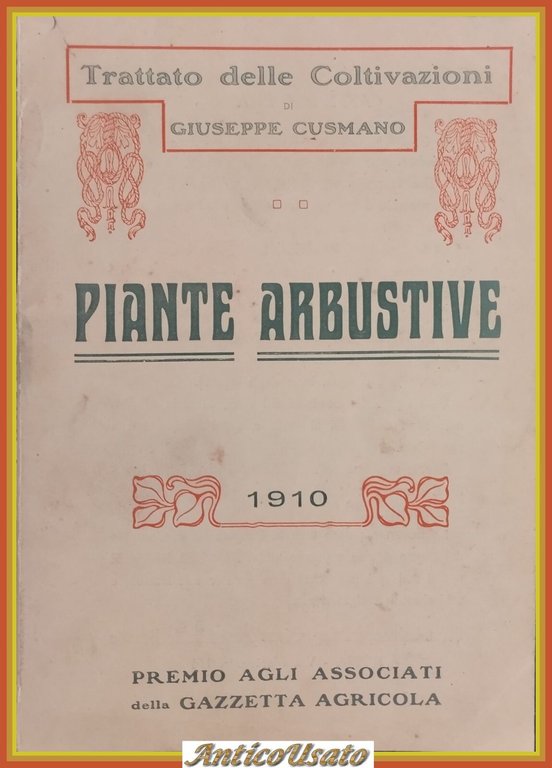 Trattato delle Coltivazioni
DI
GIUSEPPE CUSMANO
PIANTE ARBUSTIVE
1910
PREMIO AGLI ASSOCIATI
della GAZZETTA AGRICOLA
AnticoUsato